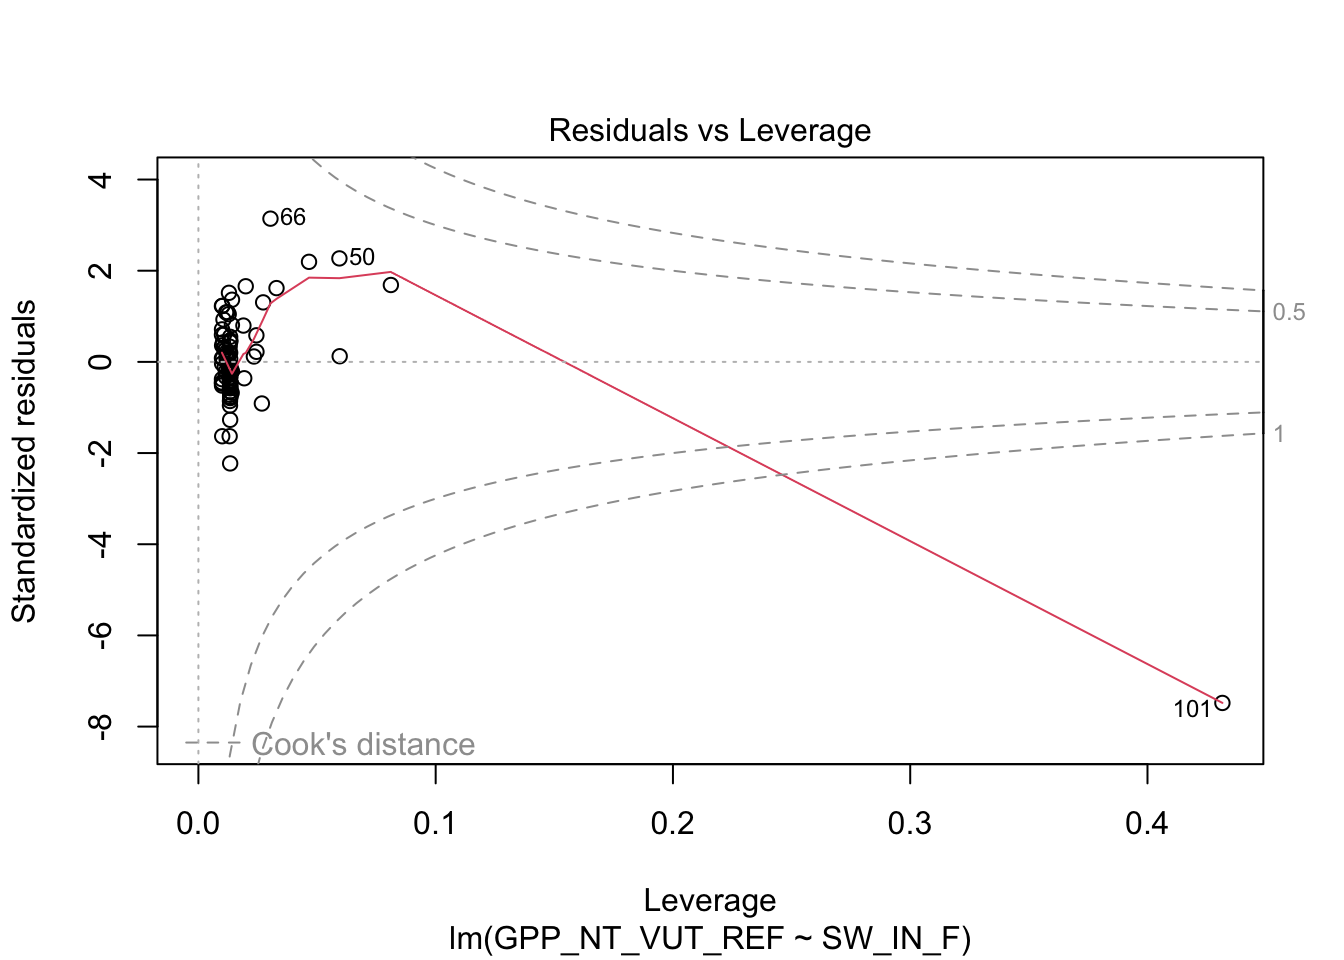 Residuals vs Leverage
Standardized residuals
4
2
0
-2
-4
-6
-8
66
50
101
0.5
1
Cook's distance
0.0 0.1 0.2 0.3 0.4
Leverage
lm(GPP_NT_VUT_REF ~ SW_IN_F)